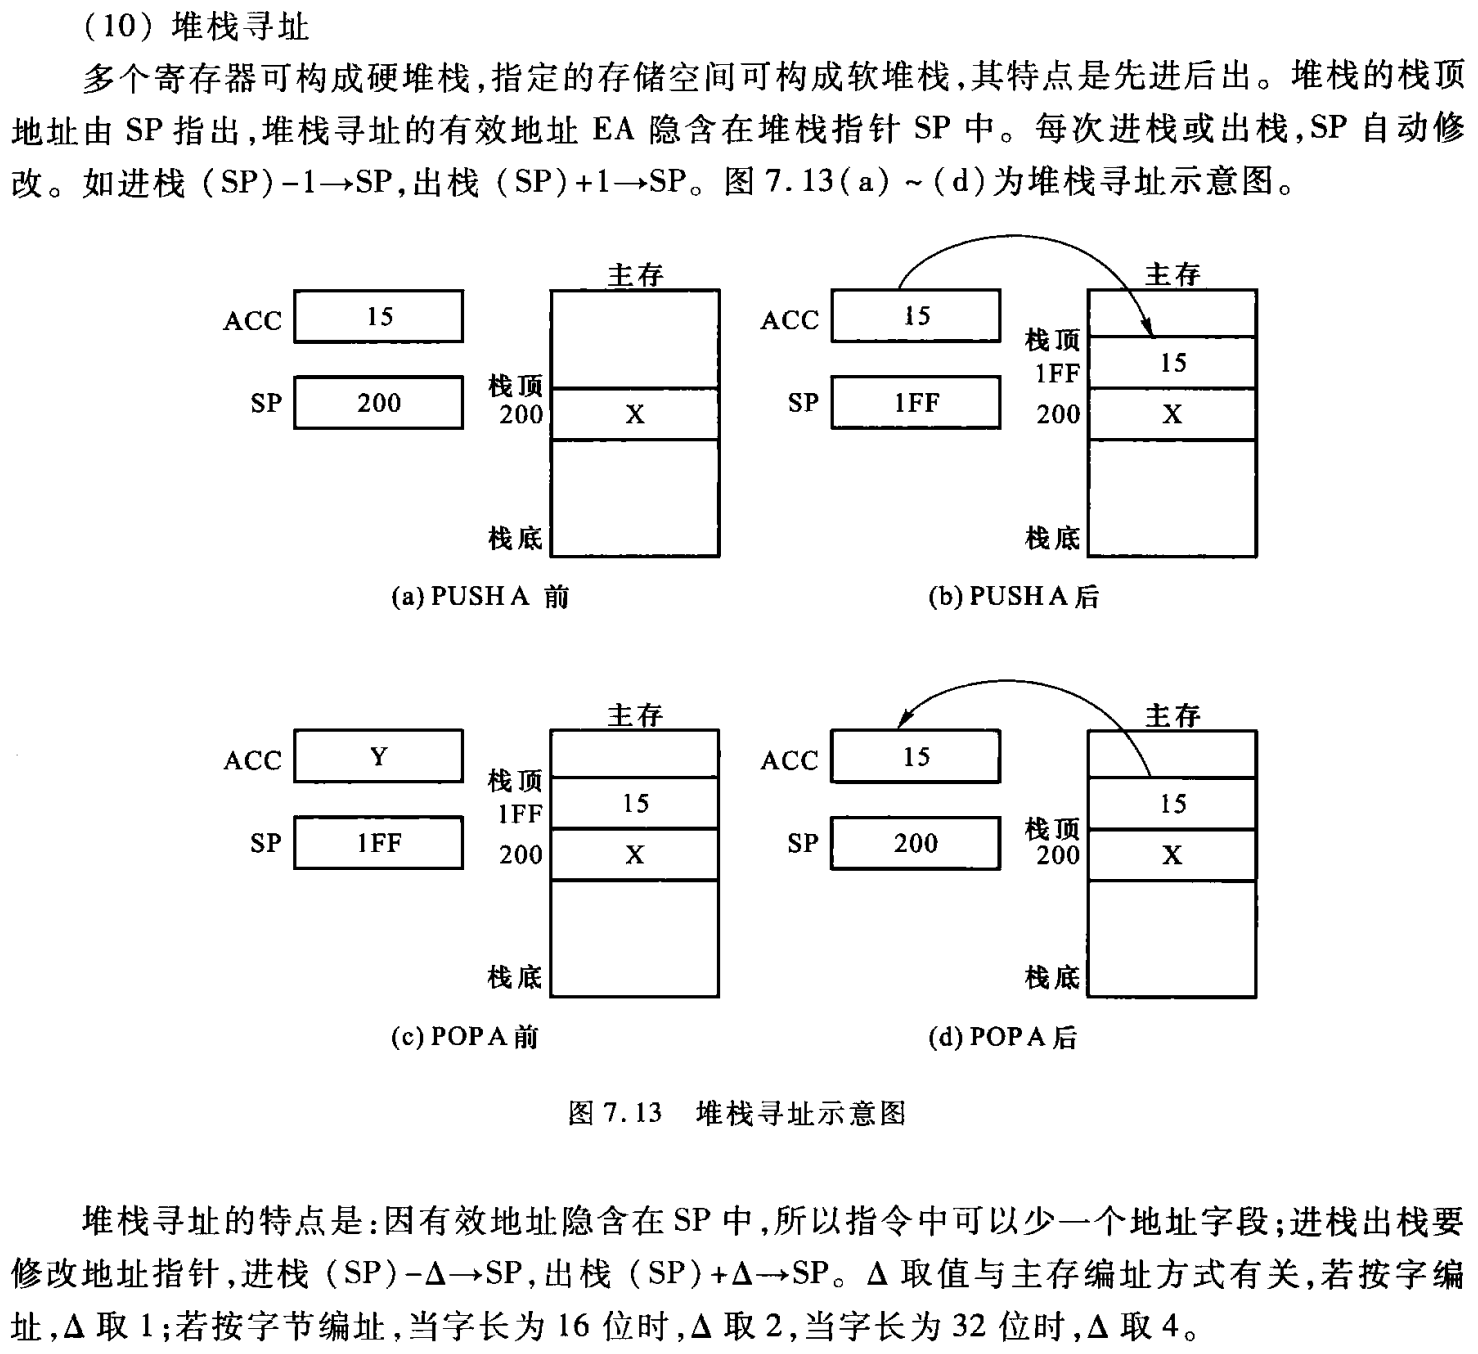 (10) 堆栈寻址
多个寄存器可构成硬堆栈,指定的存储空间可构成软堆栈,其特点是先进后出。堆栈的栈顶
地址由 SP 指出,堆栈寻址的有效地址 EA 隐含在堆栈指针 SP 中。每次进栈或出栈,SP 自动修
改。如进栈 (SP)-1→SP,出栈 (SP)+1→SP。图 7.13(a) ~ (d)为堆栈寻址示意图。
主存
ACC 15
SP 200
栈顶
200 X
栈底
(a) PUSH A 前
主存
ACC 15
栈顶
1FF 15
SP 1FF
200 X
栈底
(b) PUSH A 后
主存
ACC Y
栈顶
1FF 15
SP 1FF
200 X
栈底
(c) POP A 前
主存
ACC 15
15
SP 200
栈顶
200 X
栈底
(d) POP A 后
图 7.13 堆栈寻址示意图
堆栈寻址的特点是:因有效地址隐含在 SP 中,所以指令中可以少一个地址字段;进栈出栈要
修改地址指针,进栈 (SP)-Δ→SP,出栈 (SP)+Δ→SP。Δ 取值与主存编址方式有关,若按字编
址,Δ 取 1;若按字节编址,当字长为 16 位时,Δ 取 2,当字长为 32 位时,Δ 取 4。